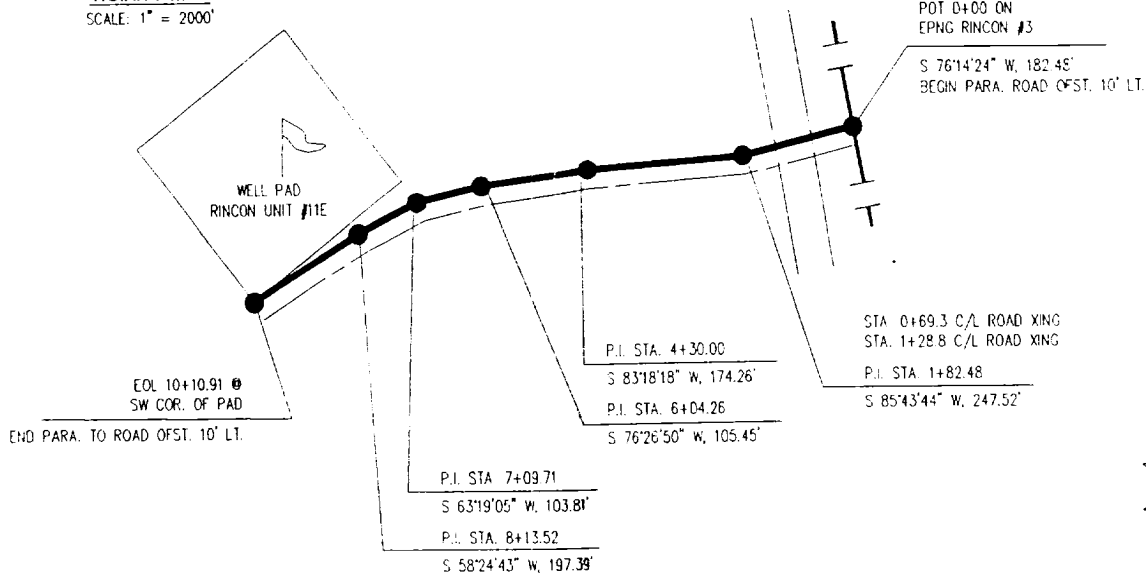 SCALE: 1" = 2000'
POT 0+00 ON
EPNG RINCON #3
S 76°14'24" W, 182.48'
BEGIN PARA. ROAD OFST. 10' LT.
WELL PAD
RINCON UNIT #11E
STA 0+69.3 C/L ROAD XING
STA. 1+28.8 C/L ROAD XING
P.I. STA. 1+82.48
S 85°43'44" W, 247.52'
P.I. STA. 4+30.00
S 83°18'18" W, 174.26'
P.I. STA. 6+04.26
S 76°26'50" W, 105.45'
EOL 10+10.91 @
SW COR. OF PAD
END PARA. TO ROAD OFST. 10' LT.
P.I. STA 7+09.71
S 63°19'05" W, 103.81'
P.I. STA. 8+13.52
S 58°24'43" W, 197.39'